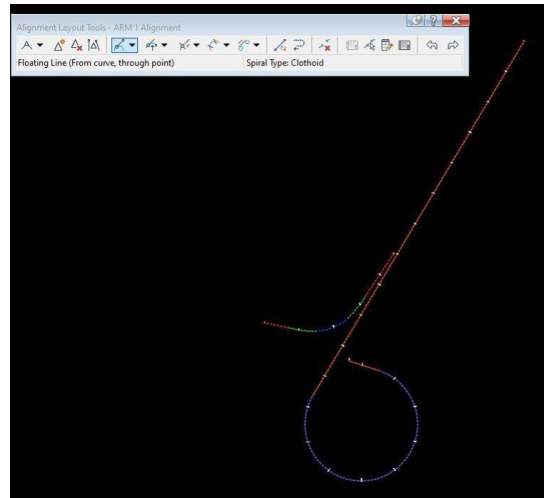 Alignment Layout Tools - ARM 1 Alignment
Floating Line (From curve, through point) Spiral Type: Clothoid